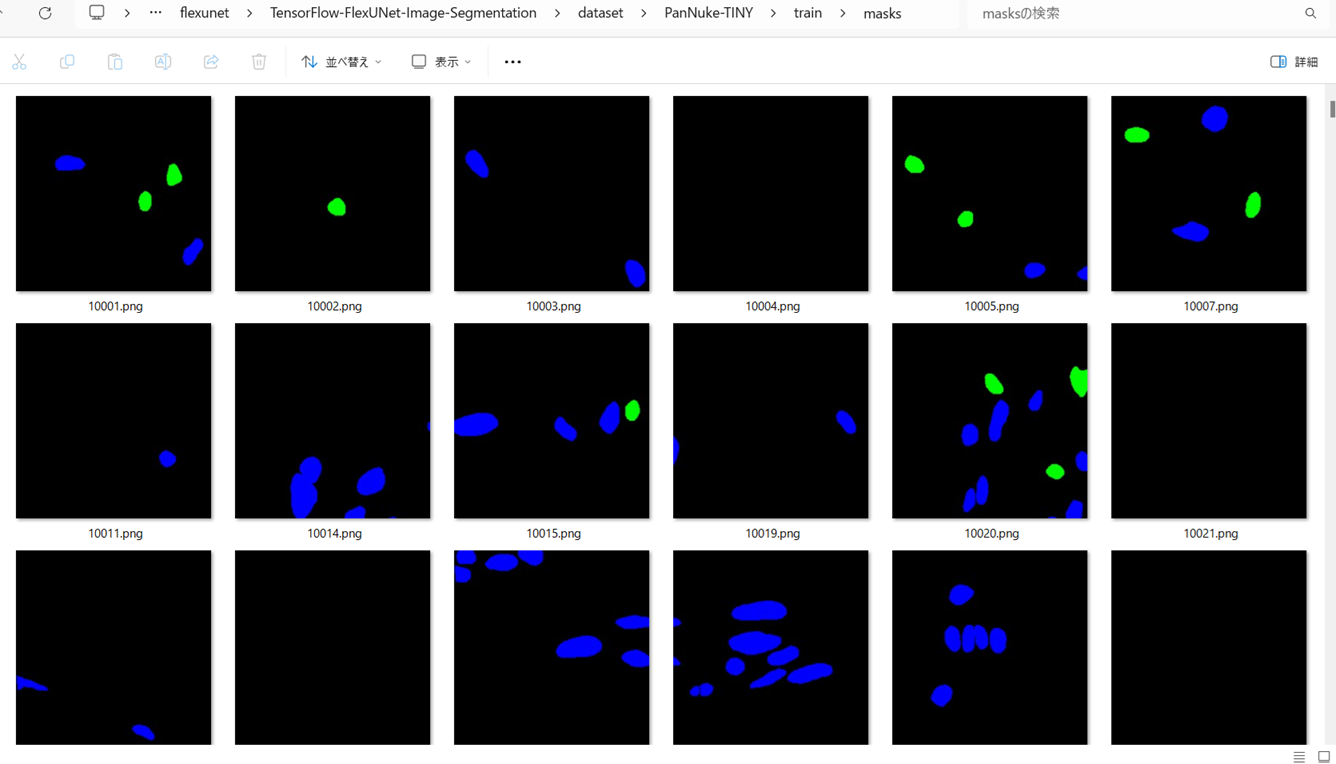 flexunet > TensorFlow-FlexUNet-Image-Segmentation > dataset > PanNuke-TINY > train > masks
masksの検索
並べ替え
表示
詳細
10001.png
10002.png
10003.png
10004.png
10005.png
10007.png
10011.png
10014.png
10015.png
10019.png
10020.png
10021.png